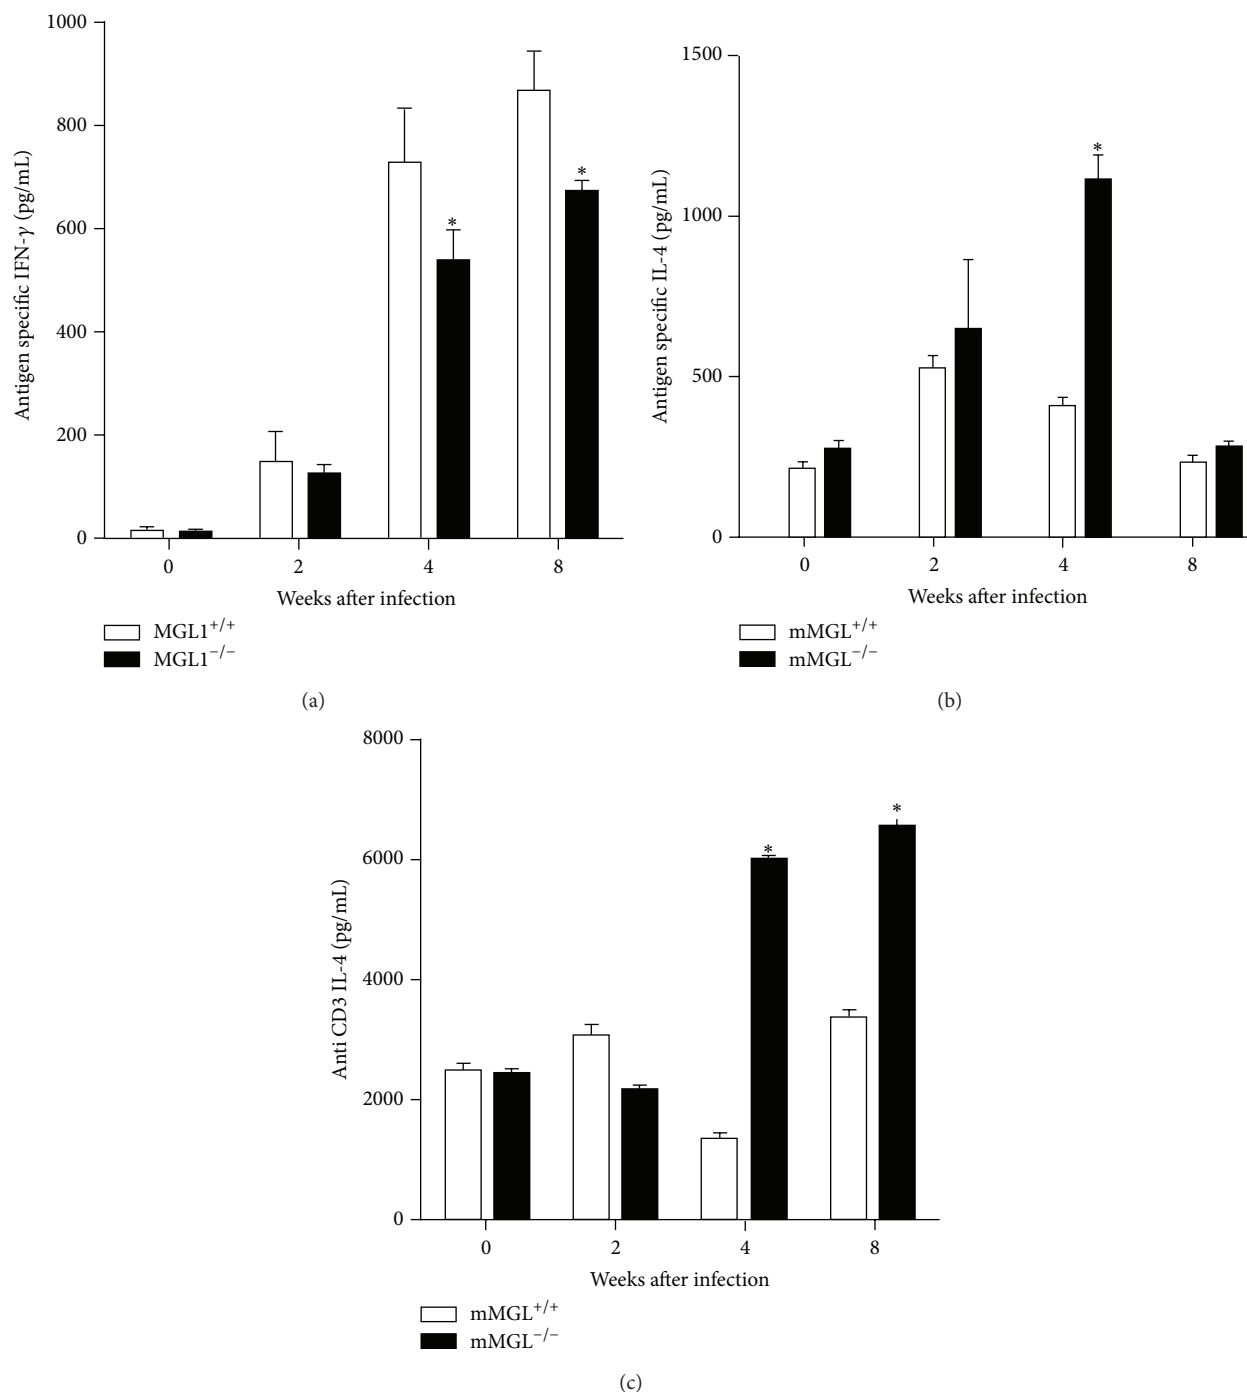 1000
800
600
400
200
0
Antigen specific IFN-γ (pg/mL)
*
*
0 2 4 8
Weeks after infection
MGL1+/+
MGL1−/−
(a)
1500
1000
500
0
Antigen specific IL-4 (pg/mL)
*
0 2 4 8
Weeks after infection
mMGL+/+
mMGL−/−
(b)
8000
6000
4000
2000
0
Anti CD3 IL-4 (pg/mL)
*
*
0 2 4 8
Weeks after infection
mMGL+/+
mMGL−/−
(c)